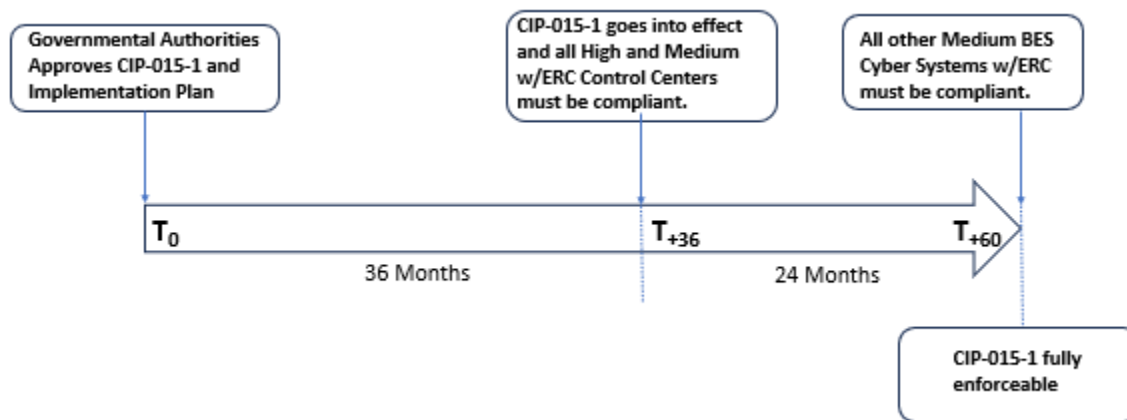 Governmental Authorities
Approves CIP-015-1 and
Implementation Plan
CIP-015-1 goes into effect
and all High and Medium
w/ERC Control Centers
must be compliant.
All other Medium BES
Cyber Systems w/ERC
must be compliant.
T0
T+36
T+60
36 Months
24 Months
CIP-015-1 fully
enforceable